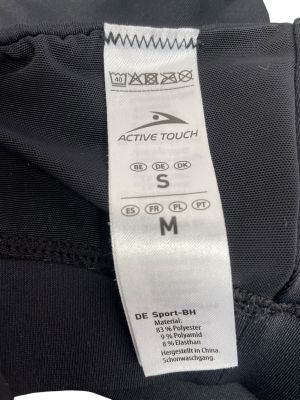 40
ACTIVE TOUCH
BE DE DK
S
ES FR PL PT
M
DE Sport-BH
Material:
83 % Polyester
9 % Polyamid
8 % Elasthan
Hergestellt in China.
Schonwaschgang.